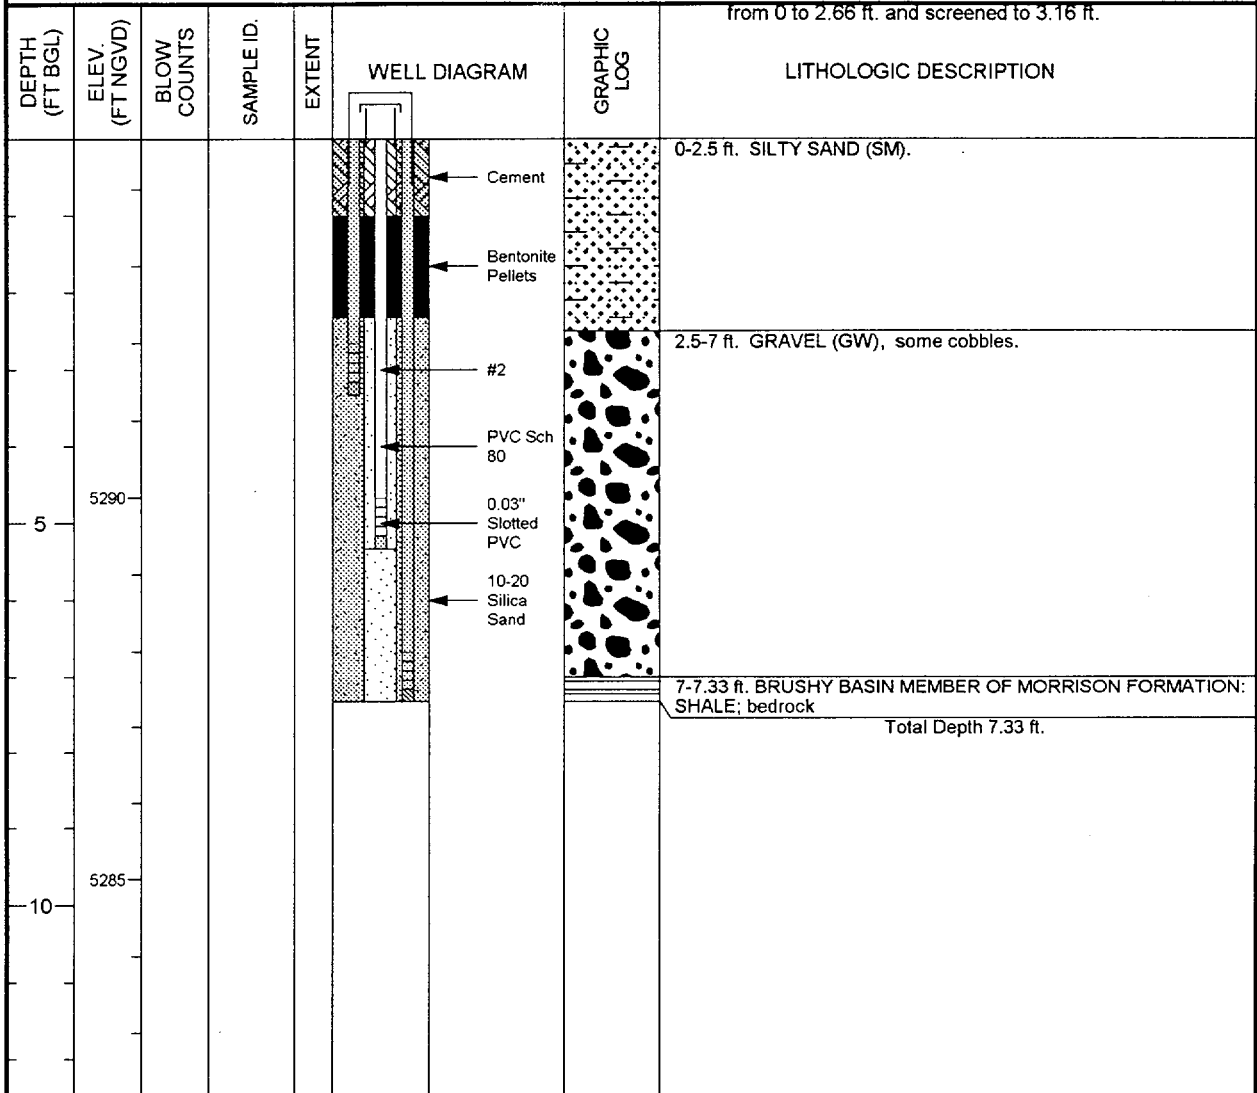 from 0 to 2.66 ft. and screened to 3.16 ft.
DEPTH
(FT BGL)
ELEV.
(FT NGVD)
BLOW
COUNTS
SAMPLE ID.
EXTENT
WELL DIAGRAM
GRAPHIC
LOG
LITHOLOGIC DESCRIPTION
0-2.5 ft. SILTY SAND (SM).
Cement
Bentonite
Pellets
2.5-7 ft. GRAVEL (GW), some cobbles.
#2
PVC Sch
80
5290
5
0.03"
Slotted
PVC
10-20
Silica
Sand
7-7.33 ft. BRUSHY BASIN MEMBER OF MORRISON FORMATION:
SHALE; bedrock
Total Depth 7.33 ft.
5285
10